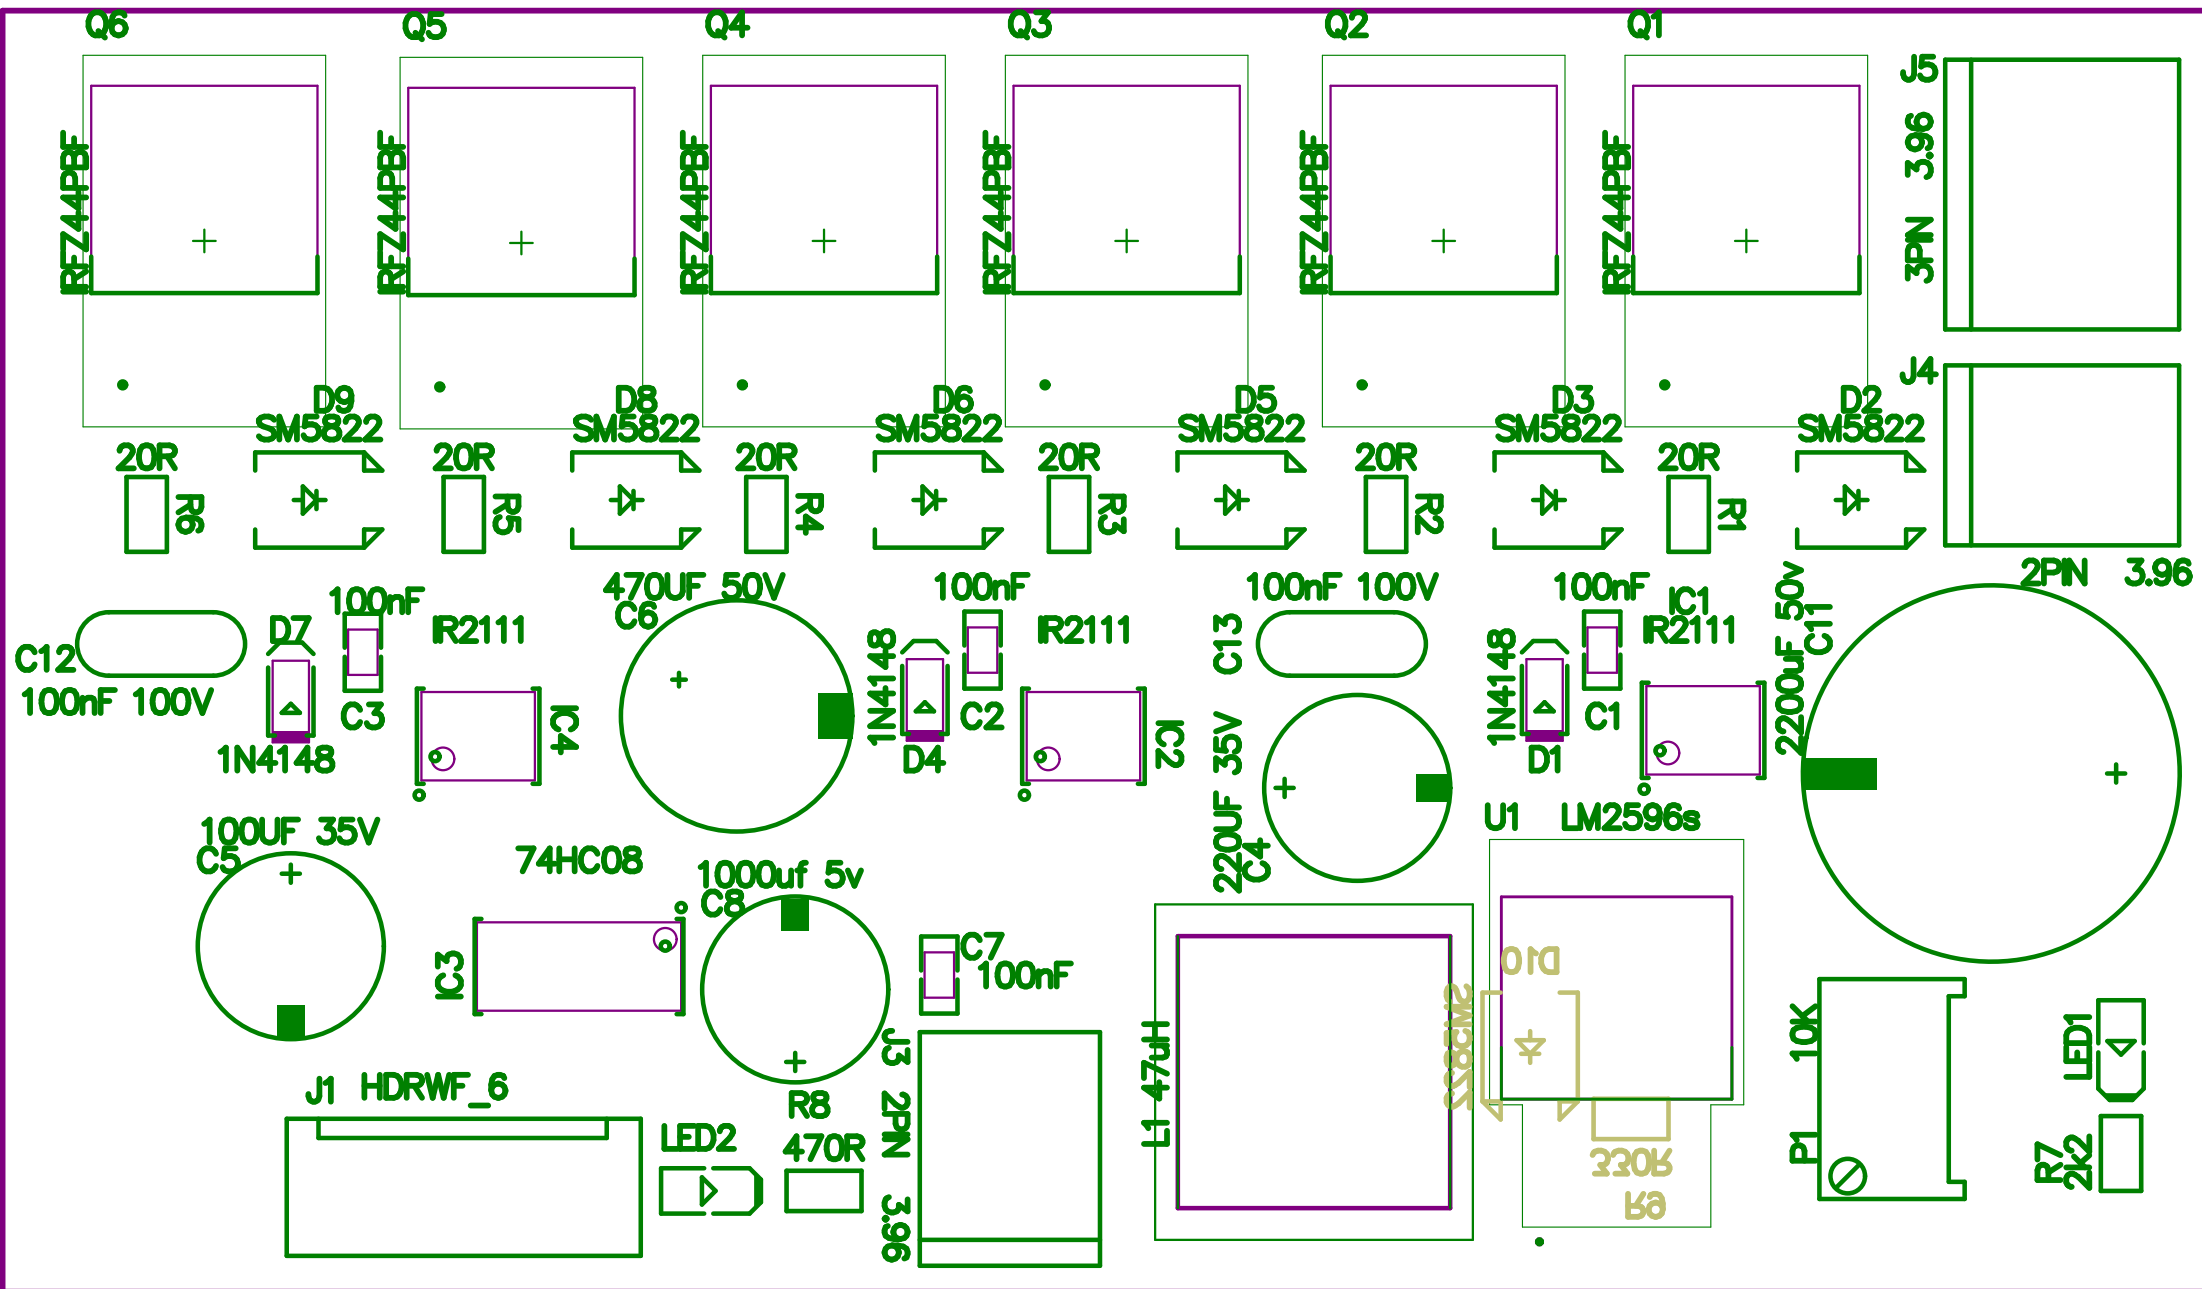 Q6
Q5
Q4
Q3
Q2
Q1
IRFZ44PBF
IRFZ44PBF
IRFZ44PBF
IRFZ44PBF
IRFZ44PBF
IRFZ44PBF
J5
3PIN 3.96
J4
2PIN 3.96
D9
SM5822
D8
SM5822
D6
SM5822
D5
SM5822
D3
SM5822
D2
SM5822
20R
R6
20R
R5
20R
R4
20R
R3
20R
R2
20R
R1
C12
100nF 100V
D7
1N4148
100nF
C3
IR2111
IC4
470UF 50V
C6
1N4148
D4
100nF
C2
IR2111
IC2
100nF 100V
C13
220UF 35V
C4
1N4148
D1
100nF
C1
IC1
IR2111
2200uF 50v
C11
100UF 35V
C5
74HC08
IC3
1000uf 5v
C8
C7
100nF
U1 LM2596s
D10
SM5822
330R
R9
L1 47uH
J3 2PIN 3.96
J1 HDRWF_6
LED2
R8
470R
P1 10K
LED1
R7
2K2